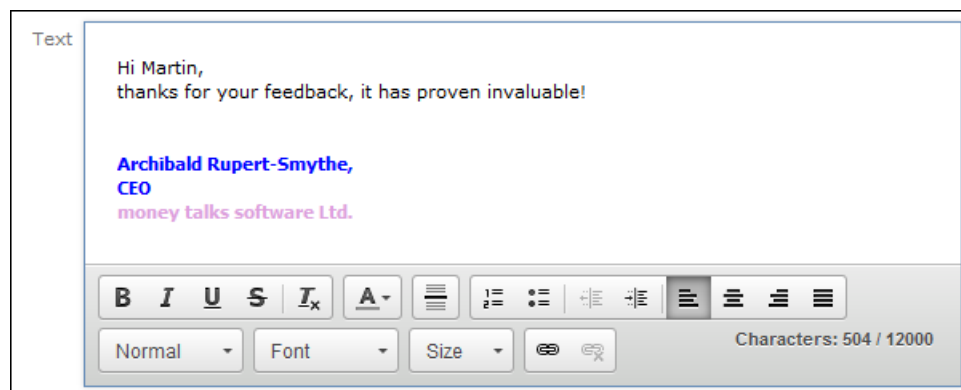 Text
Hi Martin,
thanks for your feedback, it has proven invaluable!
Archibald Rupert-Smythe,
CEO
money talks software Ltd.
B I U S Tx A
Normal Font Size Characters: 504 / 12000